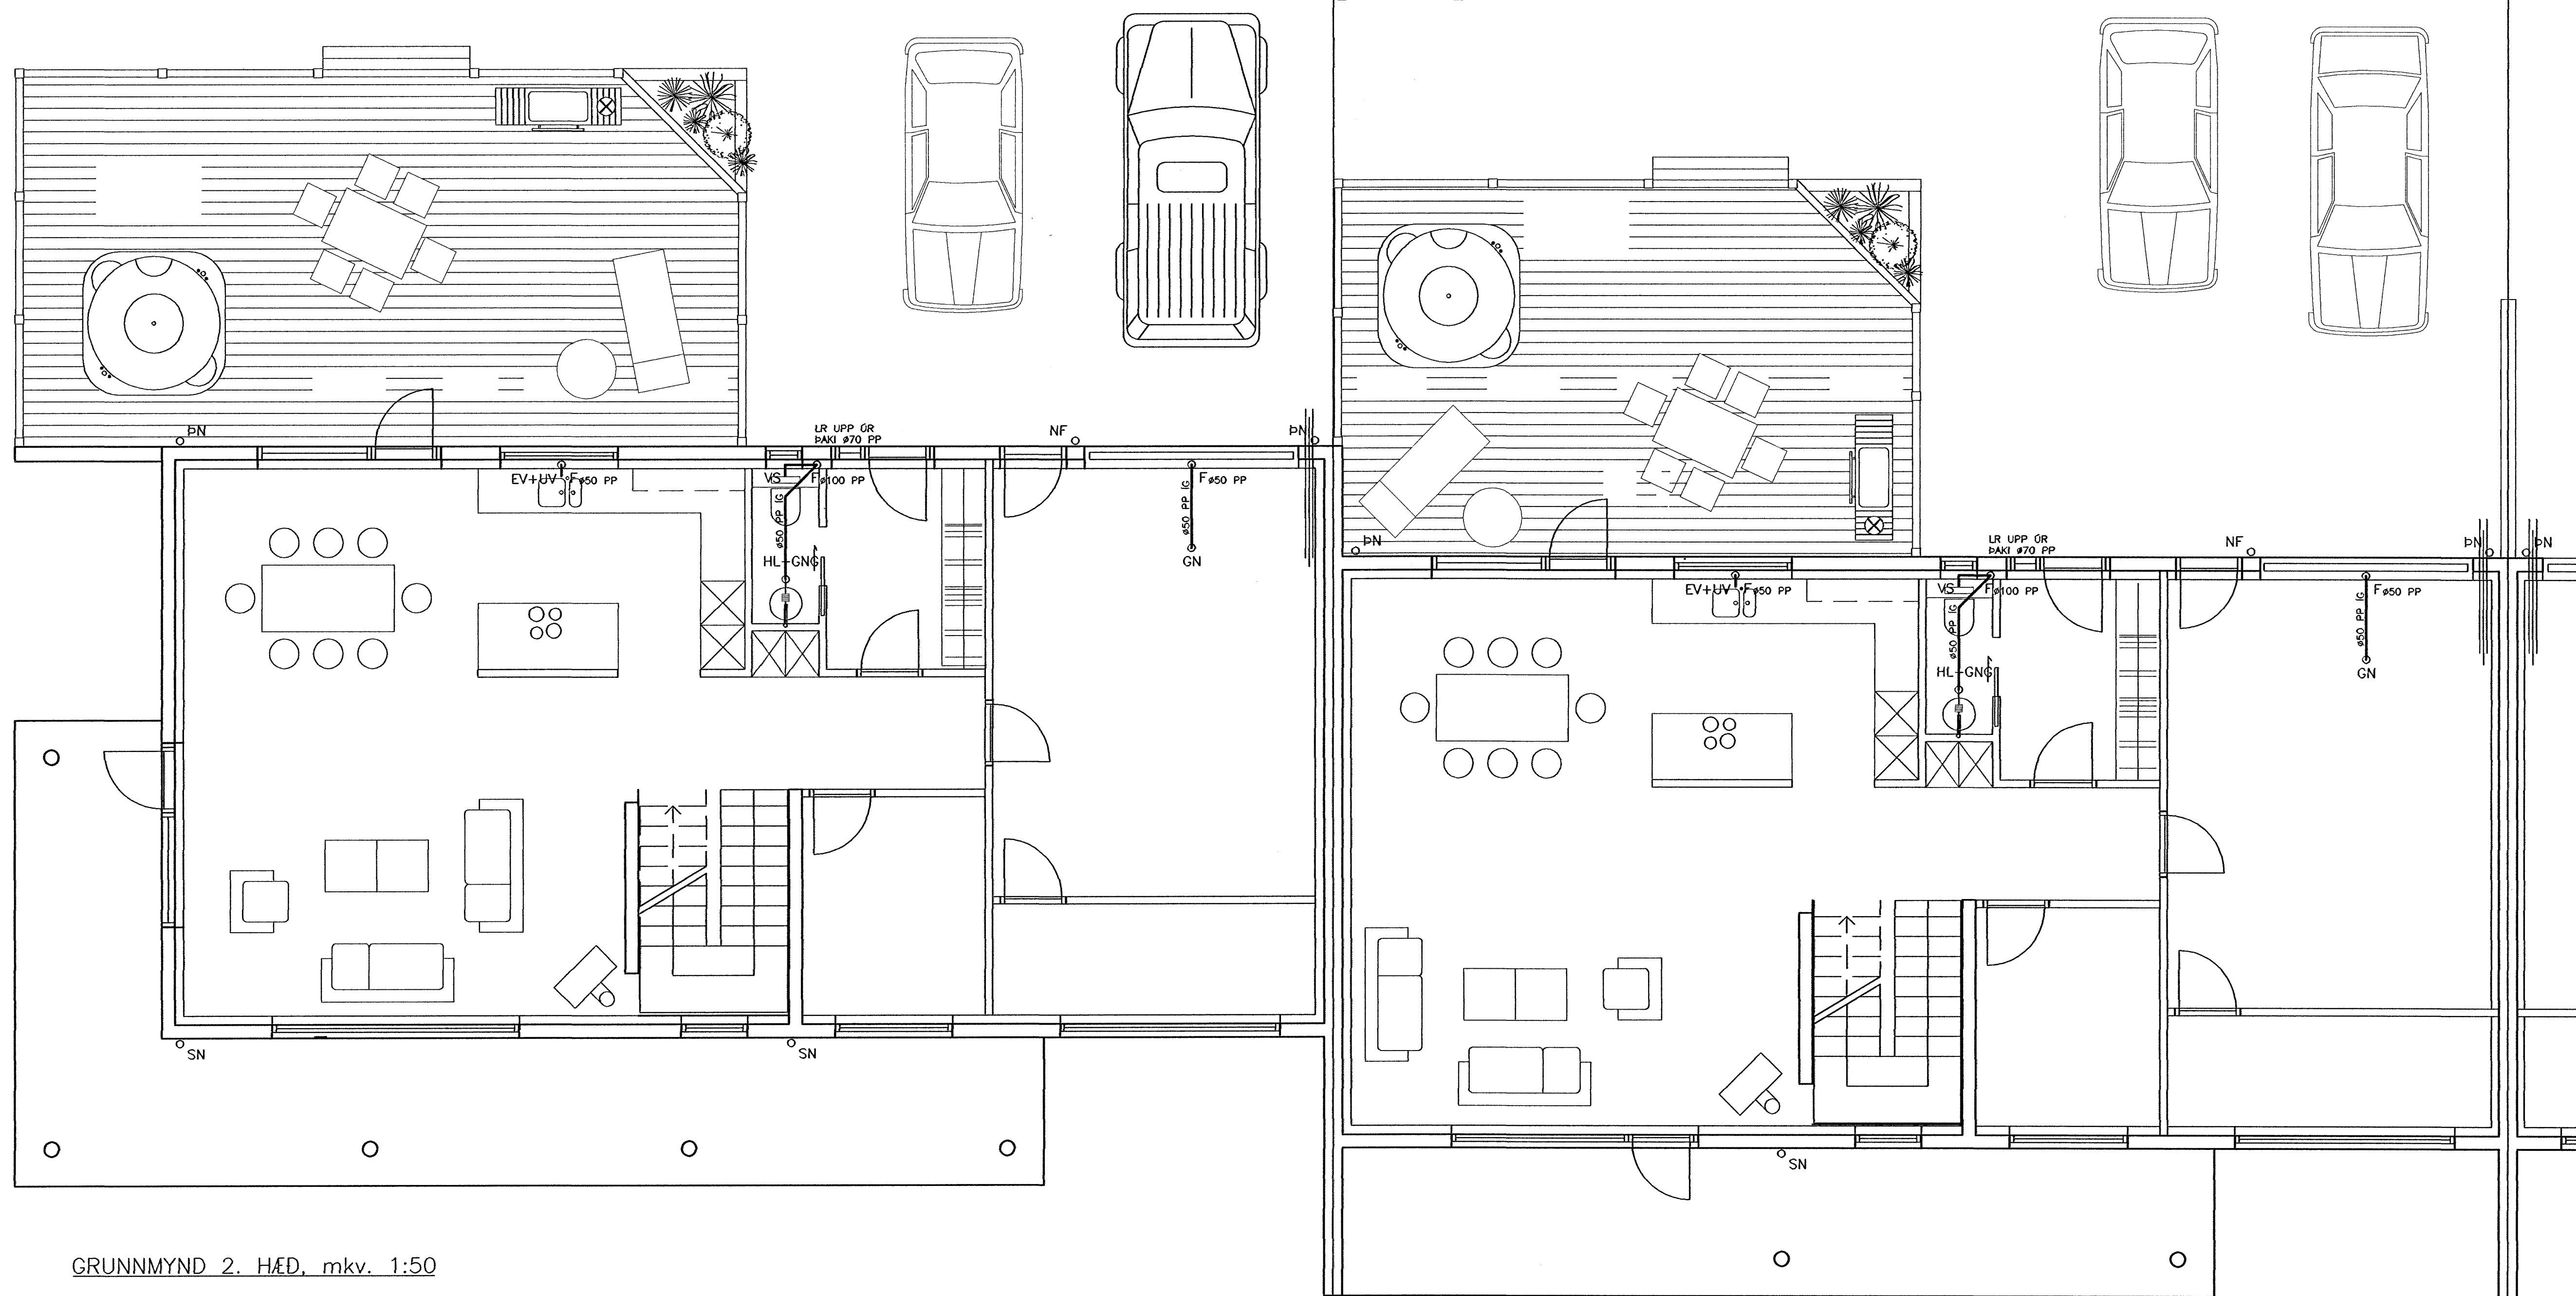 ÞN
LR UPP ÚR
ÞAKI ø70 PP
NF
ÞN
EV+UV
F ø50 PP
VS
F ø100 PP
ø50 PP IG
HL-GNG
ø50 PP IG
F ø50 PP
GN
SN
SN
ÞN
LR UPP ÚR
ÞAKI ø70 PP
NF
ÞN
ÞN
EV+UV
F ø50 PP
VS
F ø100 PP
ø50 PP IG
HL-GNG
ø50 PP IG
F ø50 PP
GN
SN
GRUNNMYND 2. HÆÐ, mkv. 1:50